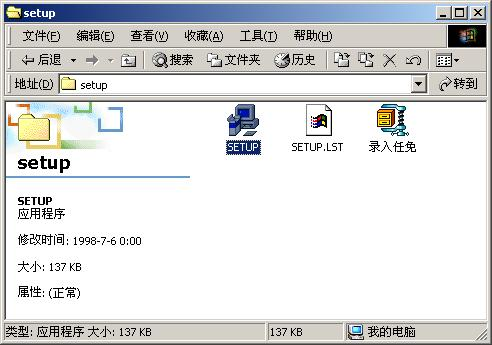 setup
文件(F) 编辑(E) 查看(V) 收藏(A) 工具(T) 帮助(H)
后退 搜索 文件夹 历史
地址(D) setup 转到
setup
SETUP
应用程序
修改时间: 1998-7-6 0:00
大小: 137 KB
属性: (正常)
SETUP SETUP.LST 录入任免
类型: 应用程序 大小: 137 KB 137 KB 我的电脑